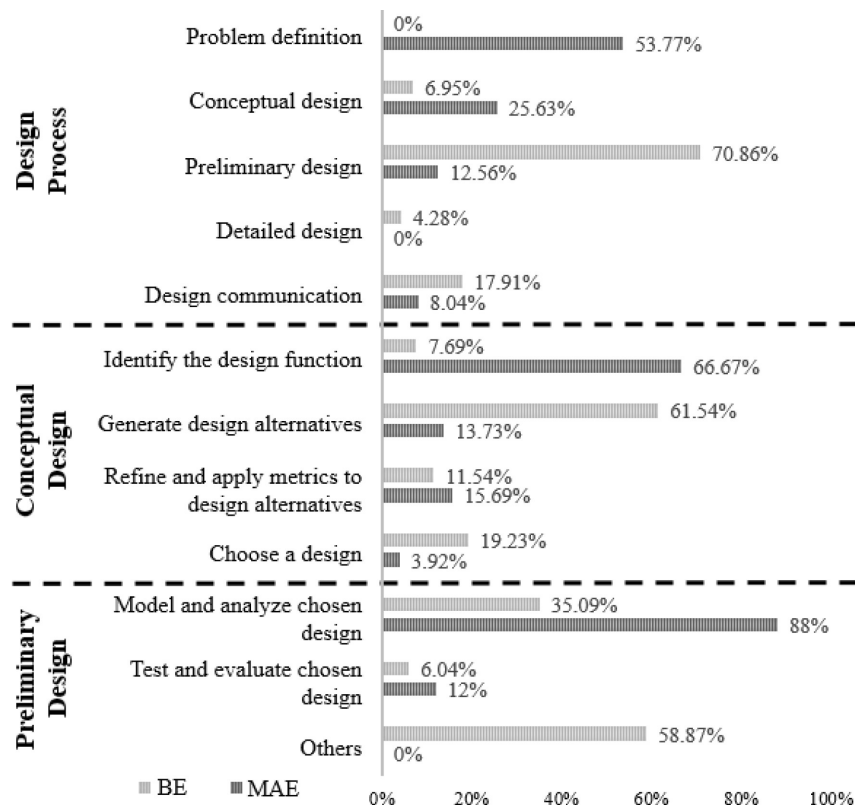 Design
Process
Problem definition
0%
53.77%
Conceptual design
6.95%
25.63%
Preliminary design
70.86%
12.56%
Detailed design
4.28%
0%
Design communication
17.91%
8.04%
Conceptual
Design
Identify the design function
7.69%
66.67%
Generate design alternatives
61.54%
13.73%
Refine and apply metrics to
design alternatives
11.54%
15.69%
Choose a design
19.23%
3.92%
Preliminary
Design
Model and analyze chosen
design
35.09%
88%
Test and evaluate chosen
design
6.04%
12%
Others
58.87%
0%
BE MAE
0% 20% 40% 60% 80% 100%